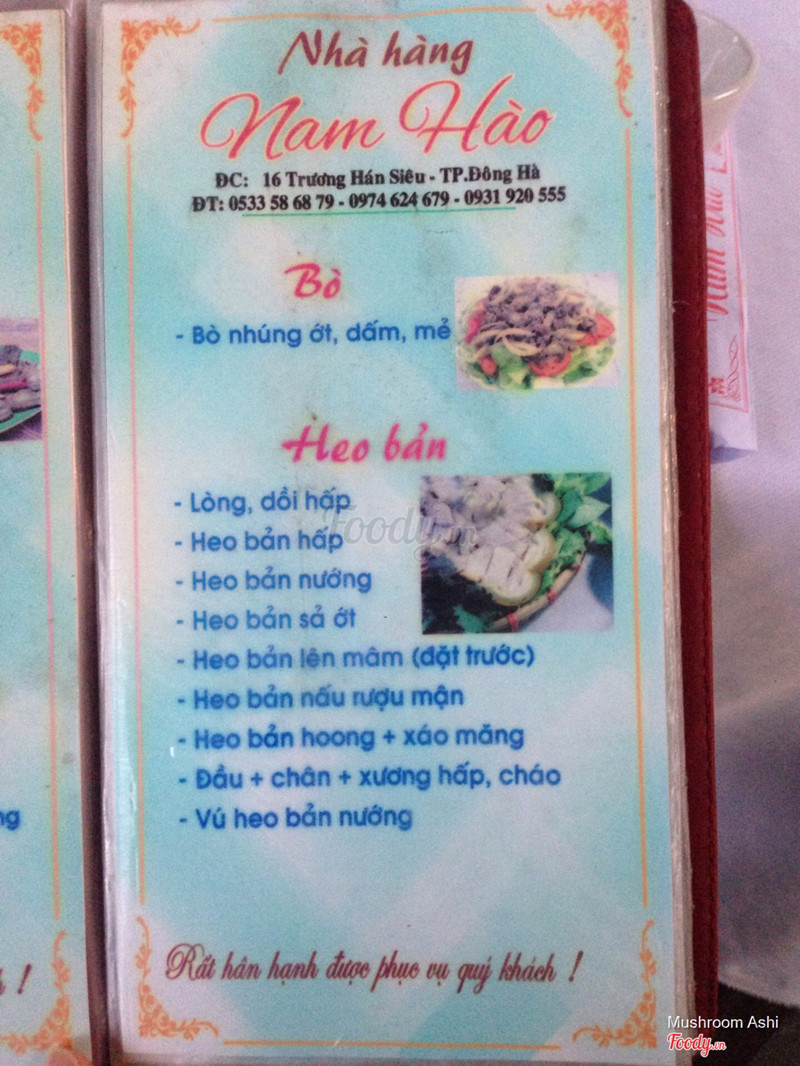 Nhà hàng
Nam Hào
ĐC: 16 Trương Hán Siêu - TP.Đông Hà
ĐT: 0533 58 68 79 - 0974 624 679 - 0931 920 555
Bò
- Bò nhúng ớt, dấm, mẻ
Heo bản
- Lòng, dồi hấp
- Heo bản hấp
- Heo bản nướng
- Heo bản sả ớt
- Heo bản lên mâm (đặt trước)
- Heo bản nấu rượu mận
- Heo bản hoong + xáo măng
- Đầu + chân + xương hấp, cháo
- Vú heo bản nướng
Rất hân hạnh được phục vụ quý khách !
Foody.vn
Mushroom Ashi
Foody.vn